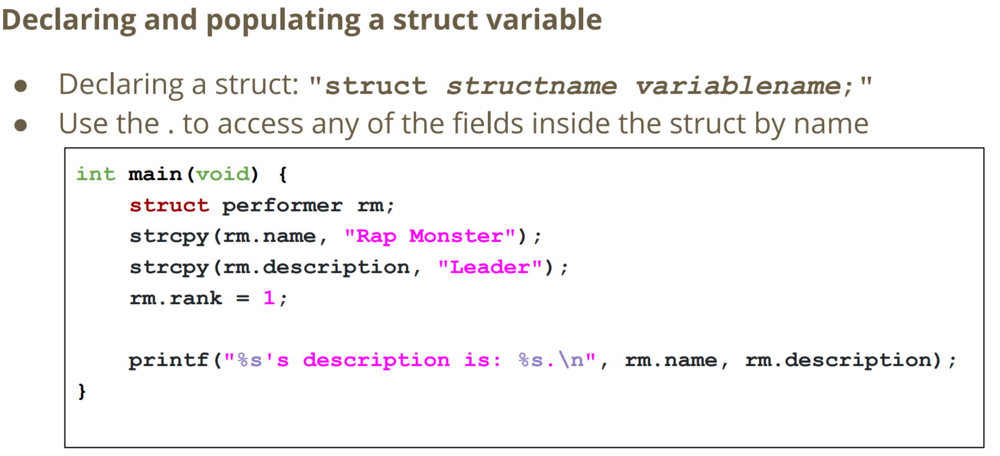 Declaring and populating a struct variable
● Declaring a struct: "struct structname variablename;"
● Use the . to access any of the fields inside the struct by name
int main(void) {
    struct performer rm;
    strcpy(rm.name, "Rap Monster");
    strcpy(rm.description, "Leader");
    rm.rank = 1;
    printf("%s's description is: %s.\n", rm.name, rm.description);
}